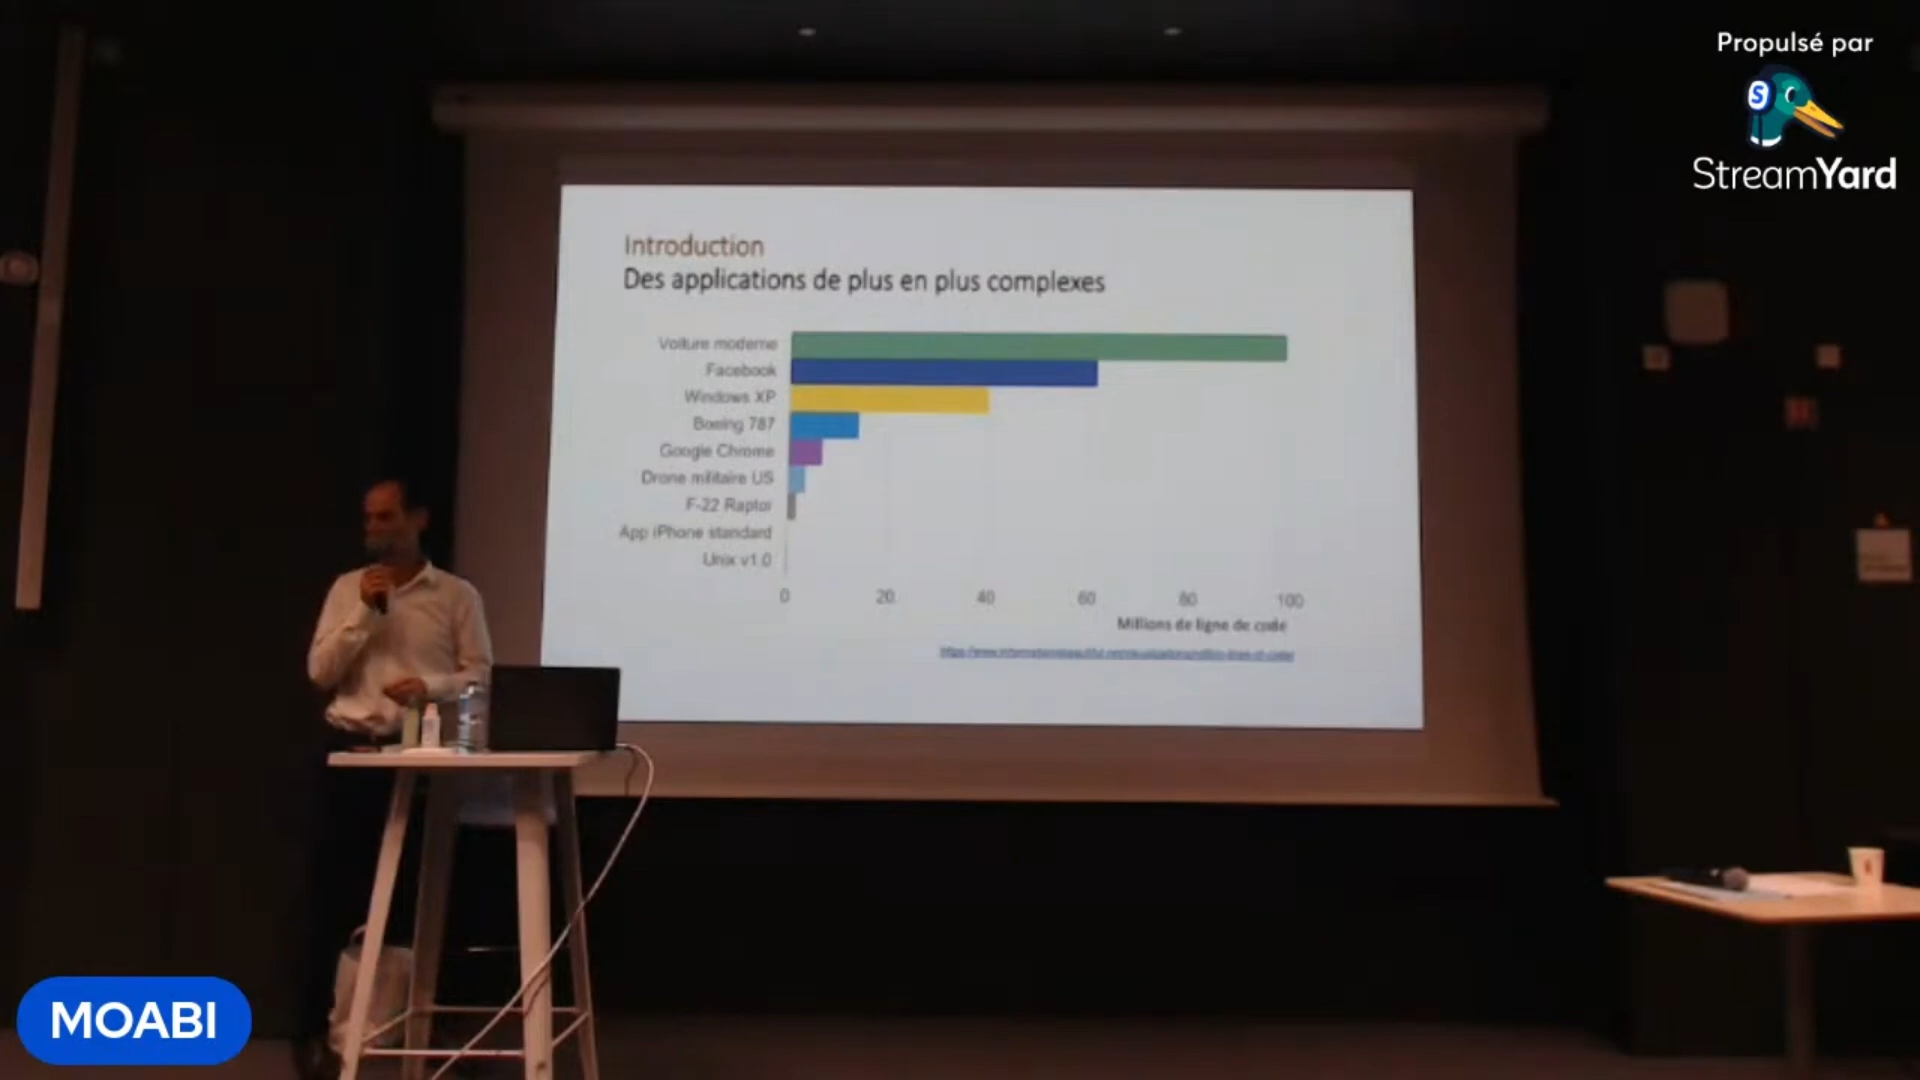 Propulsé par
StreamYard
Introduction
Des applications de plus en plus complexes
Voiture moderne
Facebook
Windows XP
Boeing 787
Google Chrome
Drone militaire US
F-22 Raptor
App iPhone standard
Unix v1.0
0 20 40 60 80 100
Millions de ligne de code
MOABI